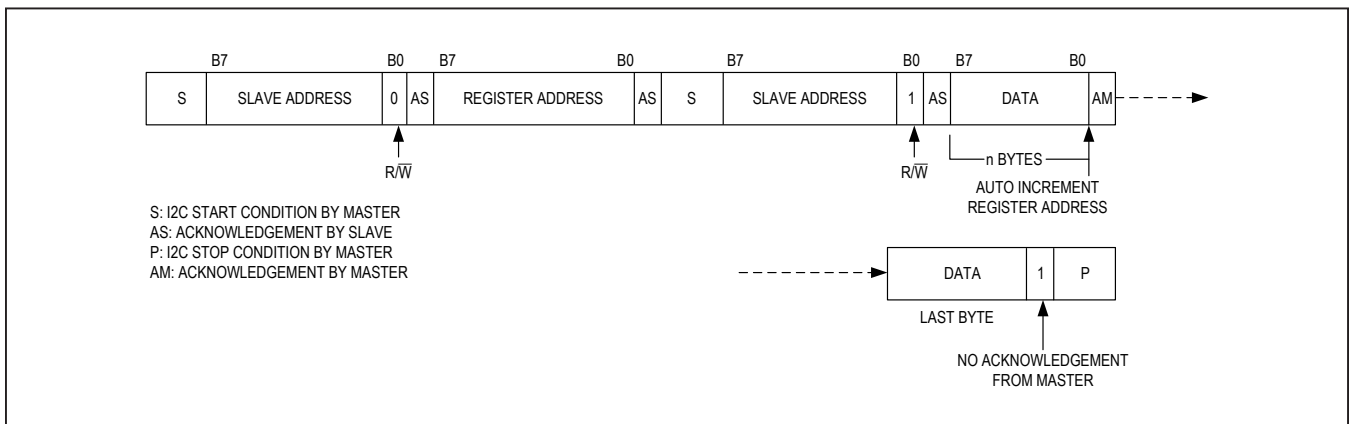 B7 B0 B7 B0 B7 B0 B7 B0
S SLAVE ADDRESS 0 AS REGISTER ADDRESS AS S SLAVE ADDRESS 1 AS DATA AM
R/W̅ R/W̅ n BYTES
AUTO INCREMENT
REGISTER ADDRESS
S: I2C START CONDITION BY MASTER
AS: ACKNOWLEDGEMENT BY SLAVE
P: I2C STOP CONDITION BY MASTER
AM: ACKNOWLEDGEMENT BY MASTER
DATA 1 P
LAST BYTE
NO ACKNOWLEDGEMENT
FROM MASTER